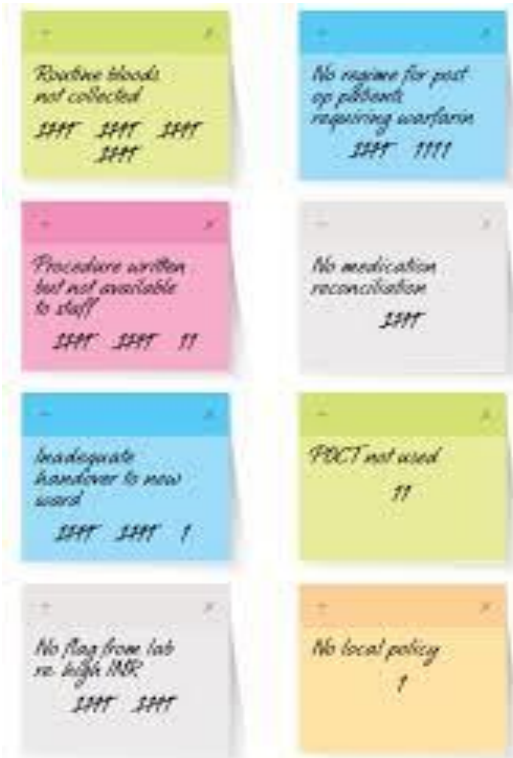 Routine bloods
not collected
No regime for post
op patients
requiring warfarin
Procedure written
but not available
to staff
No medication
reconciliation
Inadequate
handover to new
ward
POCT not used
No flag from lab
re. high INR
No local policy